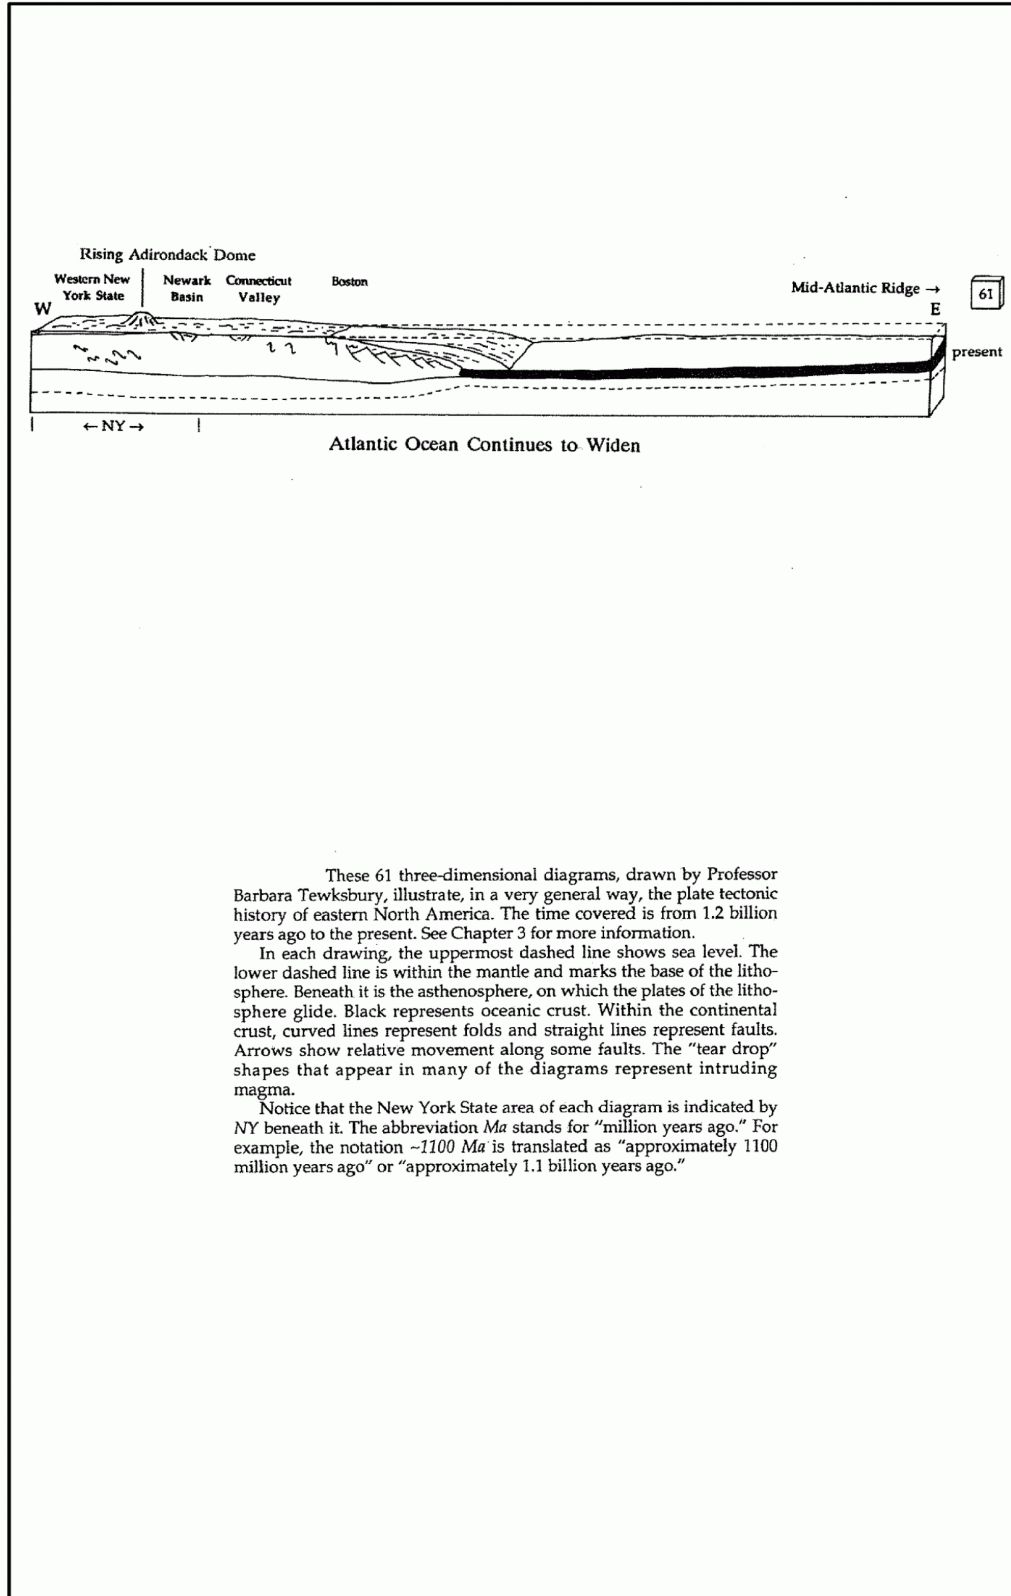 Rising Adirondack Dome
Western New
York State
Newark
Basin
Connecticut
Valley
Boston
Mid-Atlantic Ridge →
W
E
61
present
← NY →
Atlantic Ocean Continues to Widen
These 61 three-dimensional diagrams, drawn by Professor
Barbara Tewksbury, illustrate, in a very general way, the plate tectonic
history of eastern North America. The time covered is from 1.2 billion
years ago to the present. See Chapter 3 for more information.
In each drawing, the uppermost dashed line shows sea level. The
lower dashed line is within the mantle and marks the base of the litho-
sphere. Beneath it is the asthenosphere, on which the plates of the litho-
sphere glide. Black represents oceanic crust. Within the continental
crust, curved lines represent folds and straight lines represent faults.
Arrows show relative movement along some faults. The "tear drop"
shapes that appear in many of the diagrams represent intruding
magma.
Notice that the New York State area of each diagram is indicated by
NY beneath it. The abbreviation Ma stands for "million years ago." For
example, the notation ~1100 Ma is translated as "approximately 1100
million years ago" or "approximately 1.1 billion years ago."